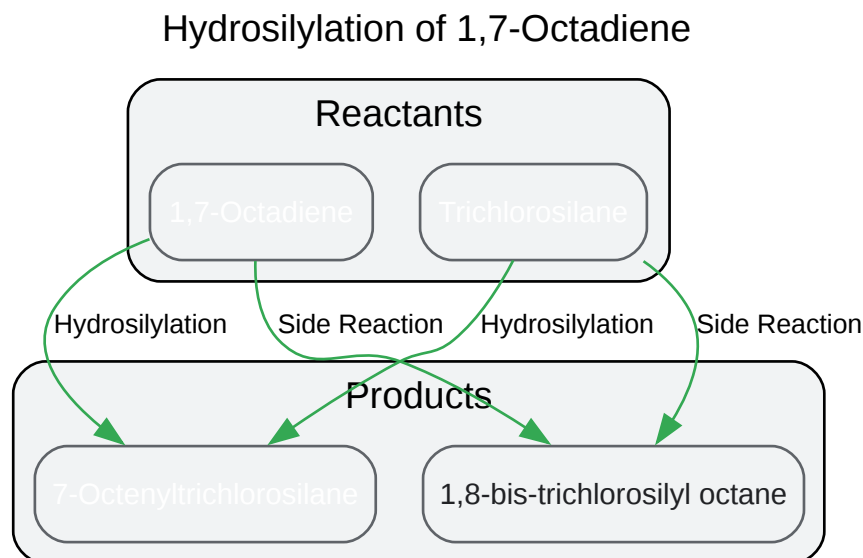 Hydrosilylation of 1,7-Octadiene
Reactants
1,7-Octadiene
Trichlorosilane
Hydrosilylation
Side Reaction
Hydrosilylation
Side Reaction
Products
7-Octenyltrichlorosilane
1,8-bis-trichlorosilyl octane